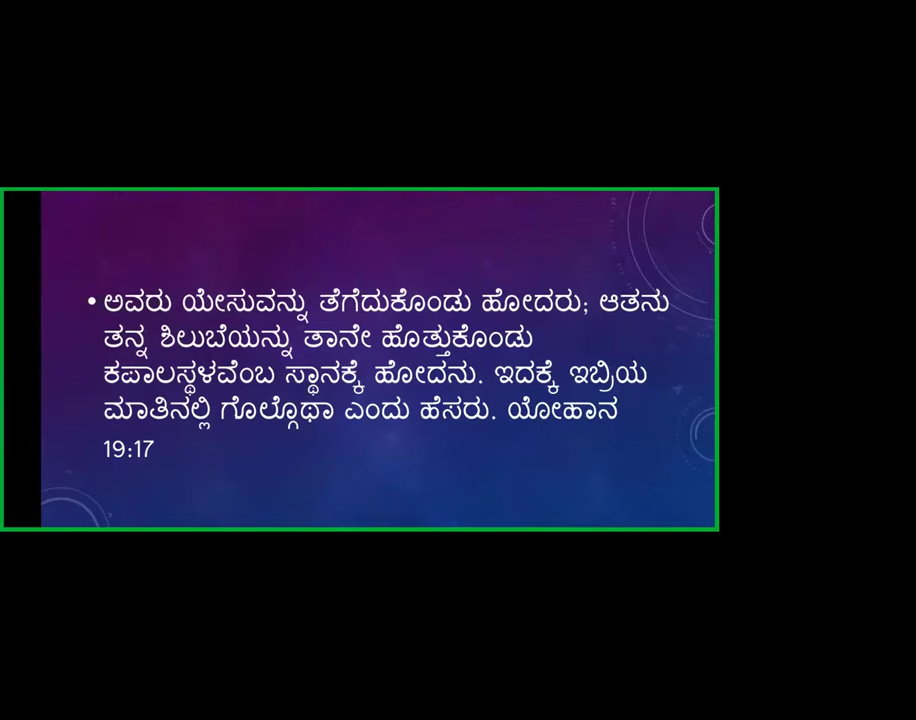 • ಅವರು ಯೇಸುವನ್ನು ತೆಗೆದುಕೊಂಡು ಹೋದರು; ಆತನು
ತನ್ನ ಶಿಲುಬೆಯನ್ನು ತಾನೇ ಹೊತ್ತುಕೊಂಡು
ಕಪಾಲಸ್ಥಳವೆಂಬ ಸ್ಥಾನಕ್ಕೆ ಹೋದನು. ಇದಕ್ಕೆ ಇಬ್ರಿಯ
ಮಾತಿನಲ್ಲಿ ಗೊಲ್ಗೊಥಾ ಎಂದು ಹೆಸರು. ಯೋಹಾನ
19:17